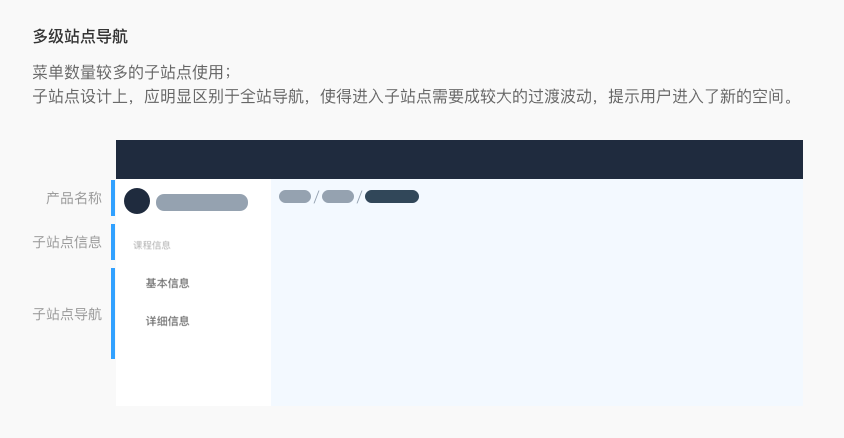 多级站点导航
菜单数量较多的子站点使用；
子站点设计上，应明显区别于全站导航，使得进入子站点需要成较大的过渡波动，提示用户进入了新的空间。
产品名称
/ /
子站点信息
课程信息
基本信息
子站点导航
详细信息